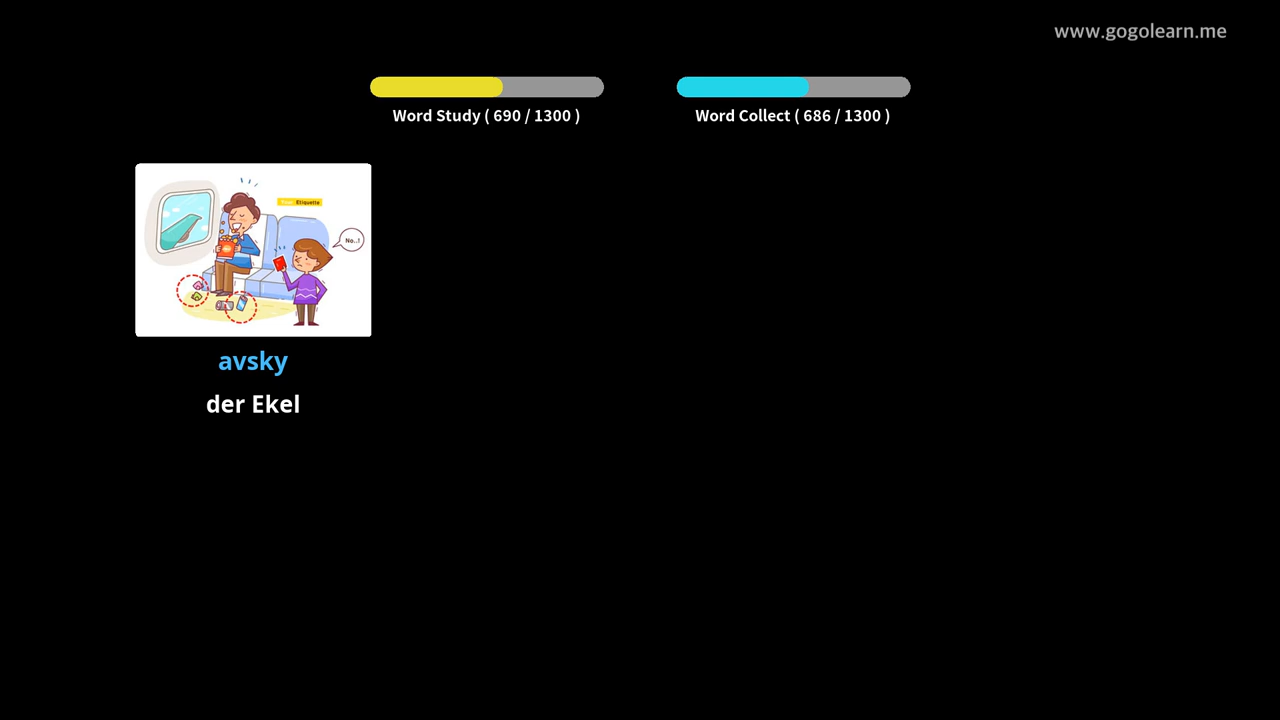 www.gogolearn.me
Word Study ( 690 / 1300 )
Word Collect ( 686 / 1300 )
Etiquette
No..!
avsky
der Ekel